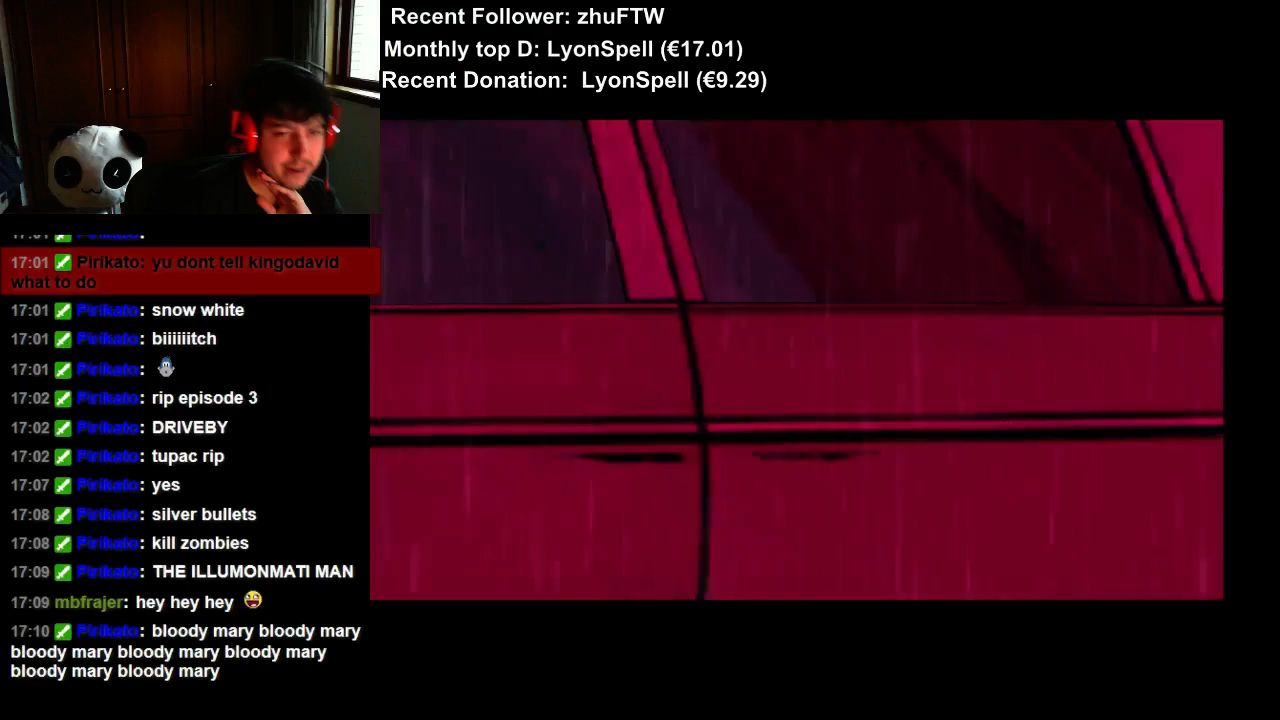 Recent Follower: zhuFTW
Monthly top D: LyonSpell (€17.01)
Recent Donation: LyonSpell (€9.29)
17:01 Pirikato:
17:01 Pirikato: yu dont tell kingodavid
what to do
17:01 Pirikato: snow white
17:01 Pirikato: biiiiiitch
17:01 Pirikato:
17:02 Pirikato: rip episode 3
17:02 Pirikato: DRIVEBY
17:02 Pirikato: tupac rip
17:07 Pirikato: yes
17:08 Pirikato: silver bullets
17:08 Pirikato: kill zombies
17:09 Pirikato: THE ILLUMONMATI MAN
17:09 mbfrajer: hey hey hey
17:10 Pirikato: bloody mary bloody mary
bloody mary bloody mary bloody mary
bloody mary bloody mary